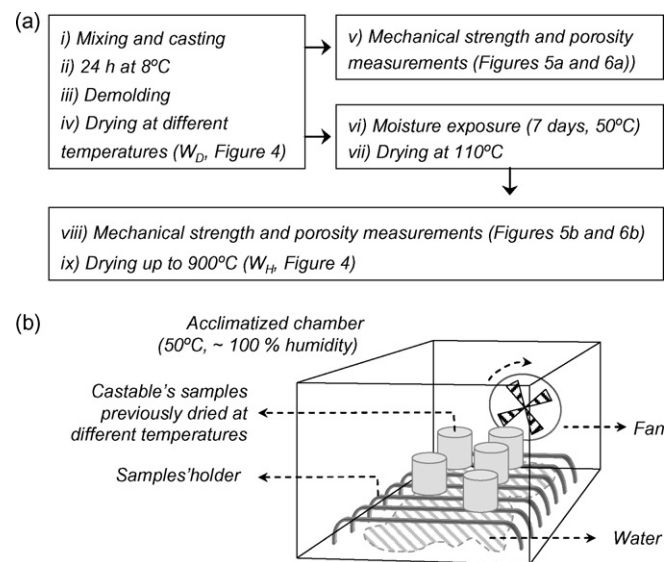 (a)
i) Mixing and casting
ii) 24 h at 8ºC
iii) Demolding
iv) Drying at different
temperatures (W_D, Figure 4)
v) Mechanical strength and porosity
measurements (Figures 5a and 6a))
vi) Moisture exposure (7 days, 50ºC)
vii) Drying at 110ºC
viii) Mechanical strength and porosity measurements (Figures 5b and 6b)
ix) Drying up to 900ºC (W_H, Figure 4)
(b)
Acclimatized chamber
(50ºC, ~ 100 % humidity)
Castable's samples
previously dried at
different temperatures
Fan
Samples'holder
Water